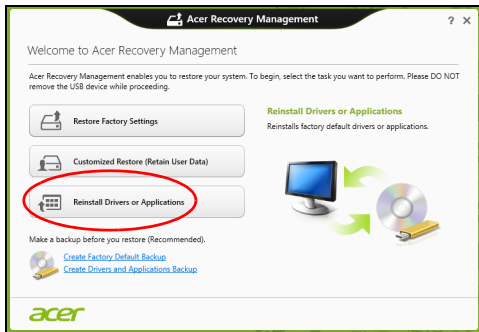 Acer Recovery Management
? ×
Welcome to Acer Recovery Management
Acer Recovery Management enables you to restore your system. To begin, select the task you want to perform. Please DO NOT
remove the USB device while proceeding.
Restore Factory Settings
Customized Restore (Retain User Data)
Reinstall Drivers or Applications
Reinstall Drivers or Applications
Reinstalls factory default drivers or applications.
Make a backup before you restore (Recommended).
Create Factory Default Backup
Create Drivers and Applications Backup
acer